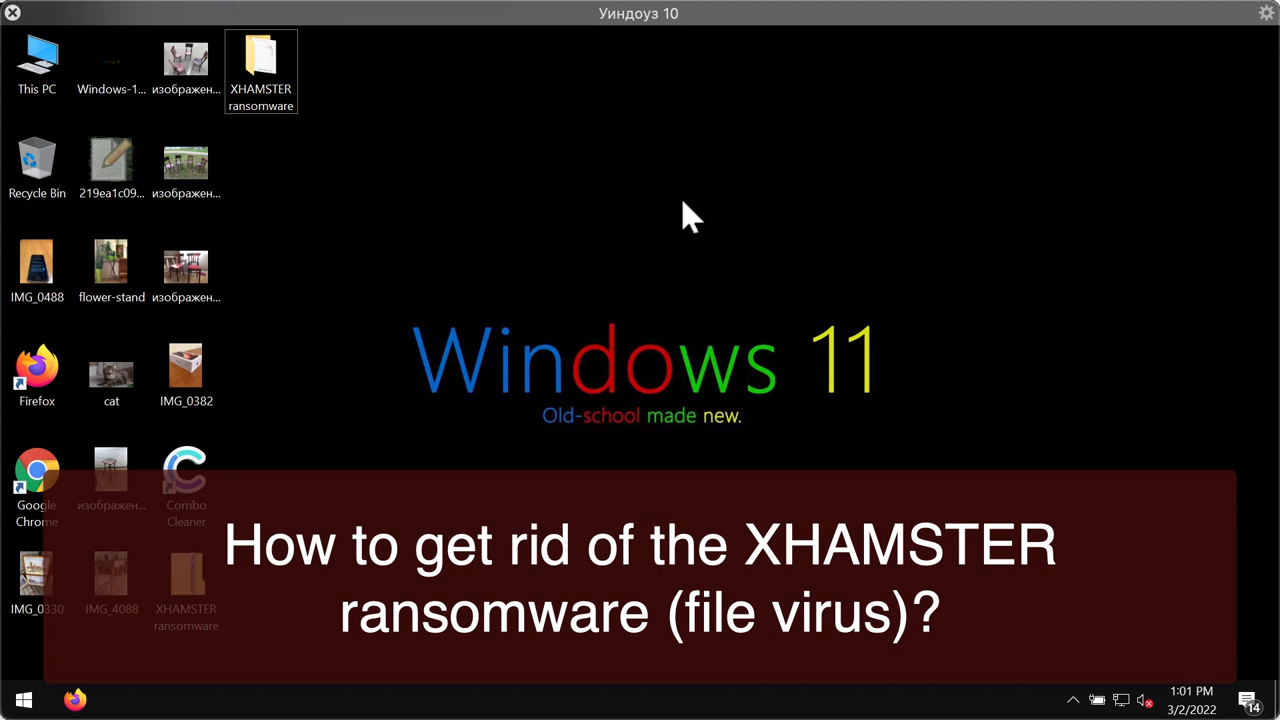 Уиндоуз 10
This PC
Windows-1...
изображен...
XHAMSTER
ransomware
Recycle Bin
219ea1c09...
изображен...
IMG_0488
flower-stand
изображен...
Firefox
cat
IMG_0382
Google
Chrome
изображен...
Combo
Cleaner
IMG_0330
IMG_4088
XHAMSTER
ransomware
Windows 11
Old-school made new.
How to get rid of the XHAMSTER
ransomware (file virus)?
1:01 PM
3/2/2022
14